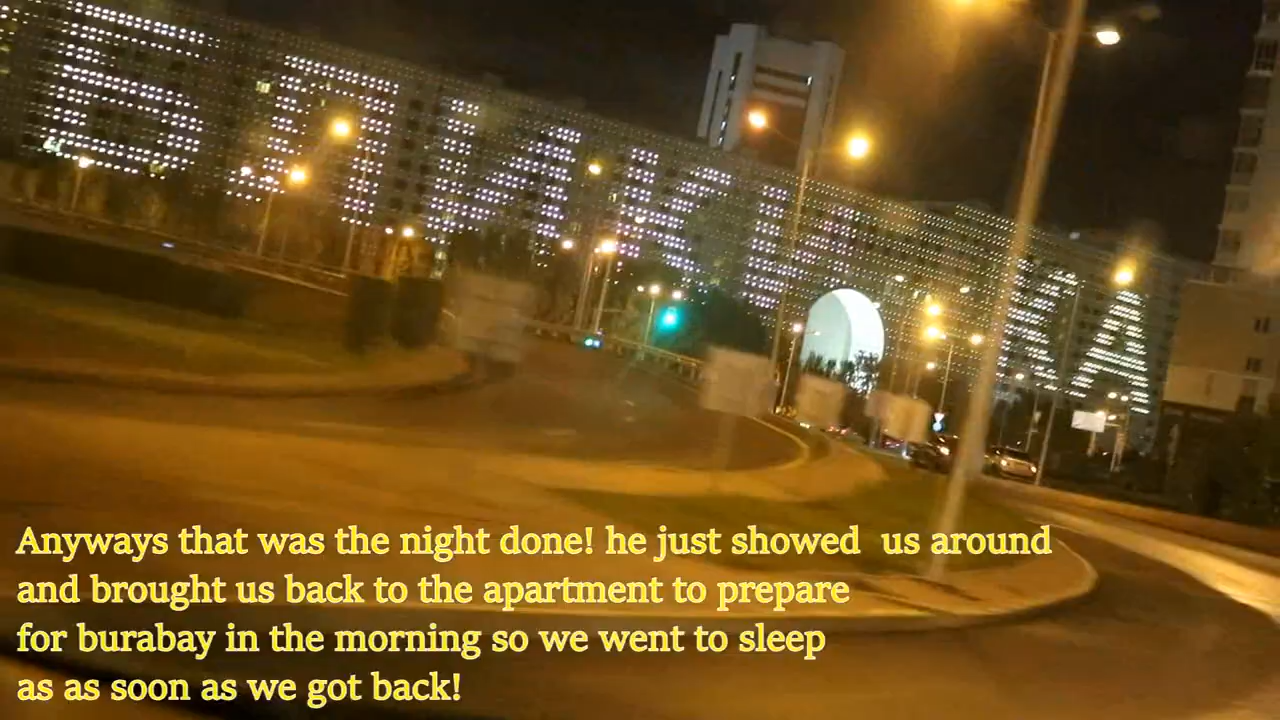 Anyways that was the night done! he just showed us around
and brought us back to the apartment to prepare
for burabay in the morning so we went to sleep
as as soon as we got back!